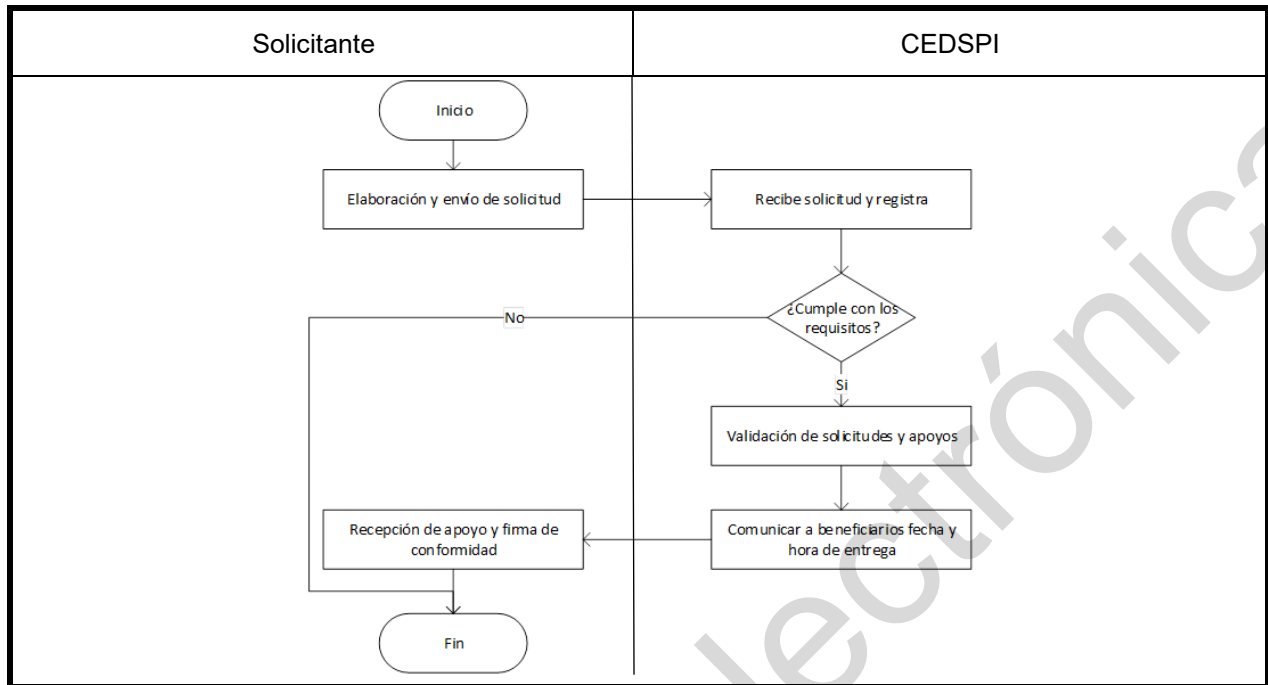 Solicitante
CEDSPI
Inicio
Elaboración y envío de solicitud
Recibe solicitud y registra
¿Cumple con los
requisitos?
No
Si
Validación de solicitudes y apoyos
Comunicar a beneficiarios fecha y
hora de entrega
Recepción de apoyo y firma de
conformidad
Fin